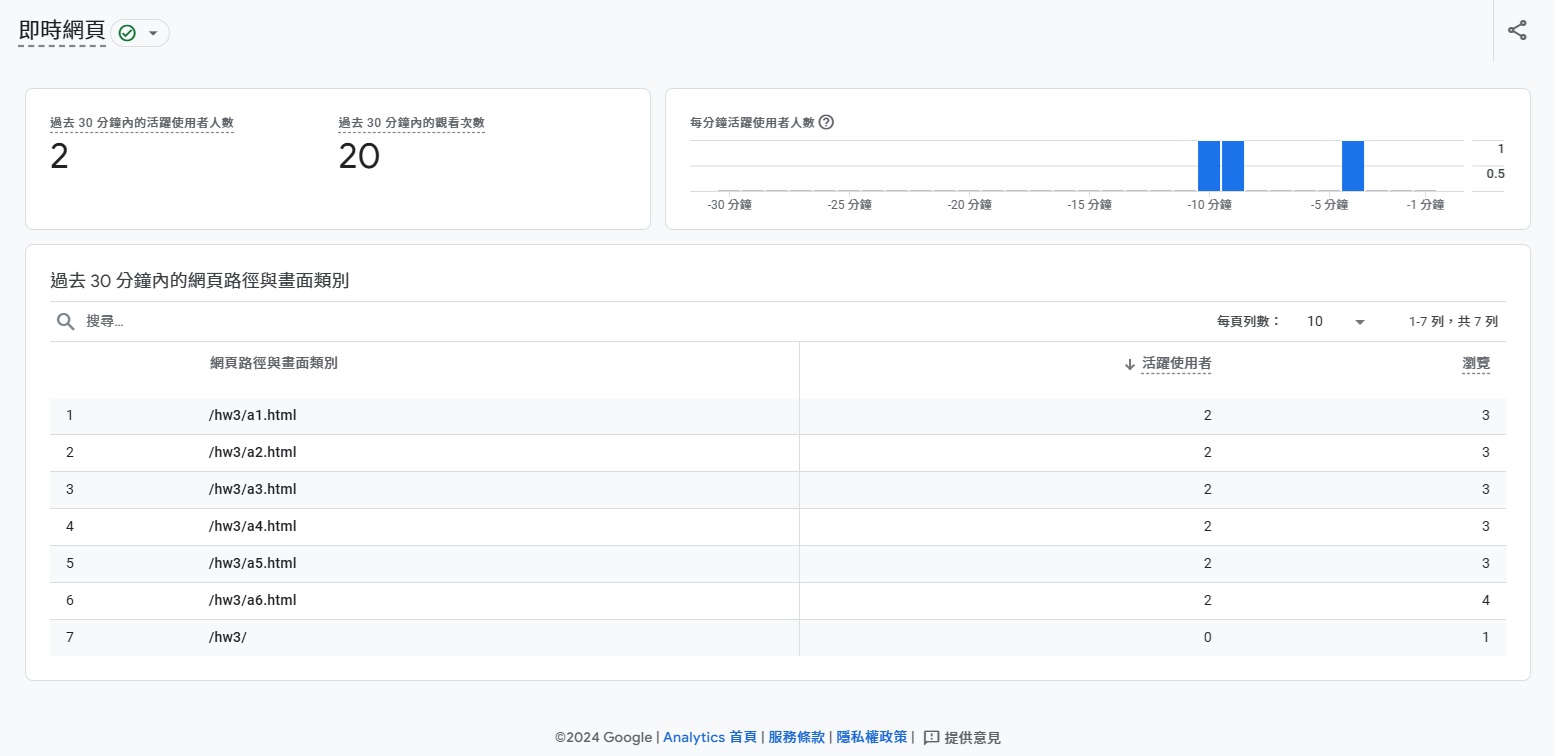 即時網頁
過去 30 分鐘內的活躍使用者人數
2
過去 30 分鐘內的觀看次數
20
每分鐘活躍使用者人數
1
0.5
-30 分鐘 -25 分鐘 -20 分鐘 -15 分鐘 -10 分鐘 -5 分鐘 -1 分鐘
過去 30 分鐘內的網頁路徑與畫面類別
搜尋... 每頁列數： 10 1-7 列，共 7 列
網頁路徑與畫面類別 活躍使用者 瀏覽
1 /hw3/a1.html 2 3
2 /hw3/a2.html 2 3
3 /hw3/a3.html 2 3
4 /hw3/a4.html 2 3
5 /hw3/a5.html 2 3
6 /hw3/a6.html 2 4
7 /hw3/ 0 1
©2024 Google | Analytics 首頁 | 服務條款 | 隱私權政策 | 提供意見